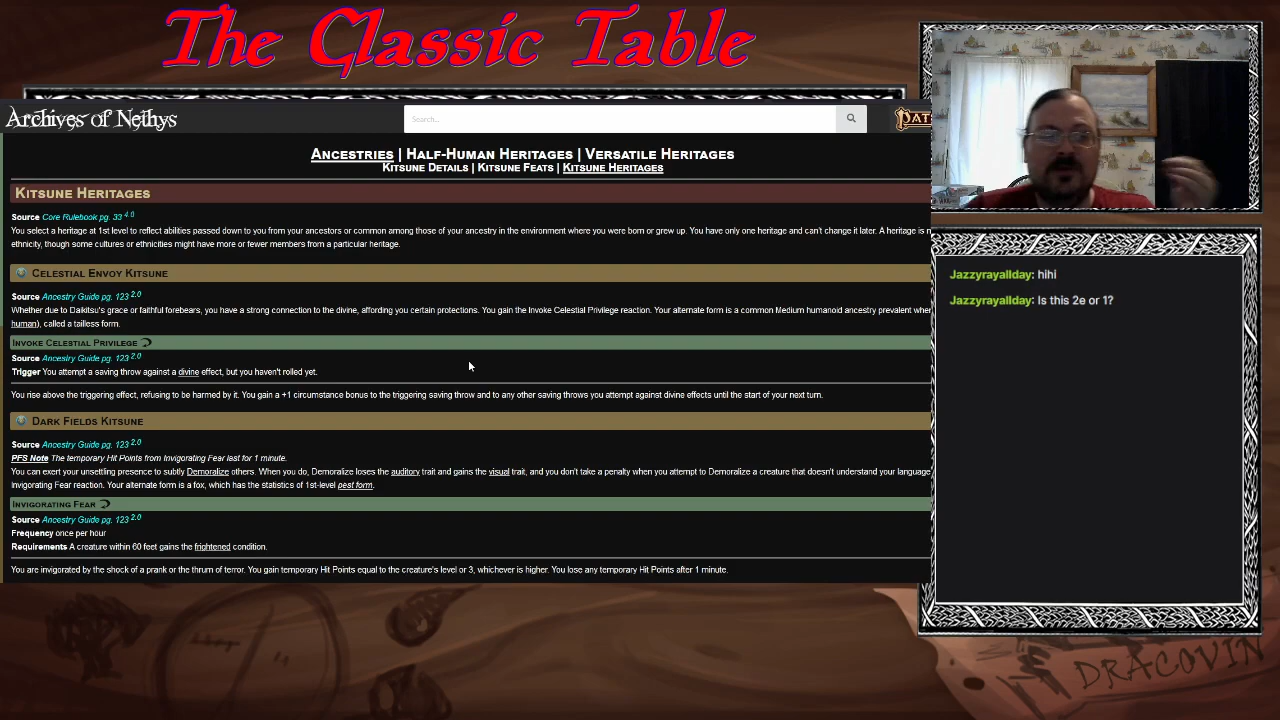 The Classic Table
Archives of Nethys
Search...
Ancestries | Half-Human Heritages | Versatile Heritages
Kitsune Details | Kitsune Feats | Kitsune Heritages
Kitsune Heritages
Source Core Rulebook pg. 33 4.0
You select a heritage at 1st level to reflect abilities passed down to you from your ancestors or common among those of your ancestry in the environment where you were born or grew up. You have only one heritage and can't change it later. A heritage is
ethnicity, though some cultures or ethnicities might have more or fewer members from a particular heritage.
Celestial Envoy Kitsune
Source Ancestry Guide pg. 123 2.0
Whether due to Daikitsu's grace or faithful forebears, you have a strong connection to the divine, affording you certain protections. You gain the Invoke Celestial Privilege reaction. Your alternate form is a common Medium humanoid ancestry prevalent
human), called a tailless form.
Invoke Celestial Privilege
Source Ancestry Guide pg. 123 2.0
Trigger You attempt a saving throw against a divine effect, but you haven't rolled yet.
You rise above the triggering effect, refusing to be harmed by it. You gain a +1 circumstance bonus to the triggering saving throw and to any other saving throws you attempt against divine effects until the start of your next turn.
Dark Fields Kitsune
Source Ancestry Guide pg. 123 2.0
PFS Note The temporary Hit Points from Invigorating Fear last for 1 minute.
You can exert your unsettling presence to subtly Demoralize others. When you do, Demoralize loses the auditory trait and gains the visual trait, and you don't take a penalty when you attempt to Demoralize a creature that doesn't understand your language
Invigorating Fear reaction. Your alternate form is a fox, which has the statistics of 1st-level pest form.
Invigorating Fear
Source Ancestry Guide pg. 123 2.0
Frequency once per hour
Requirements A creature within 60 feet gains the frightened condition.
You are invigorated by the shock of a prank or the thrum of terror. You gain temporary Hit Points equal to the creature's level or 3, whichever is higher. You lose any temporary Hit Points after 1 minute.
Jazzyrayallday: hihi
Jazzyrayallday: Is this 2e or 1?
DRACOVIN